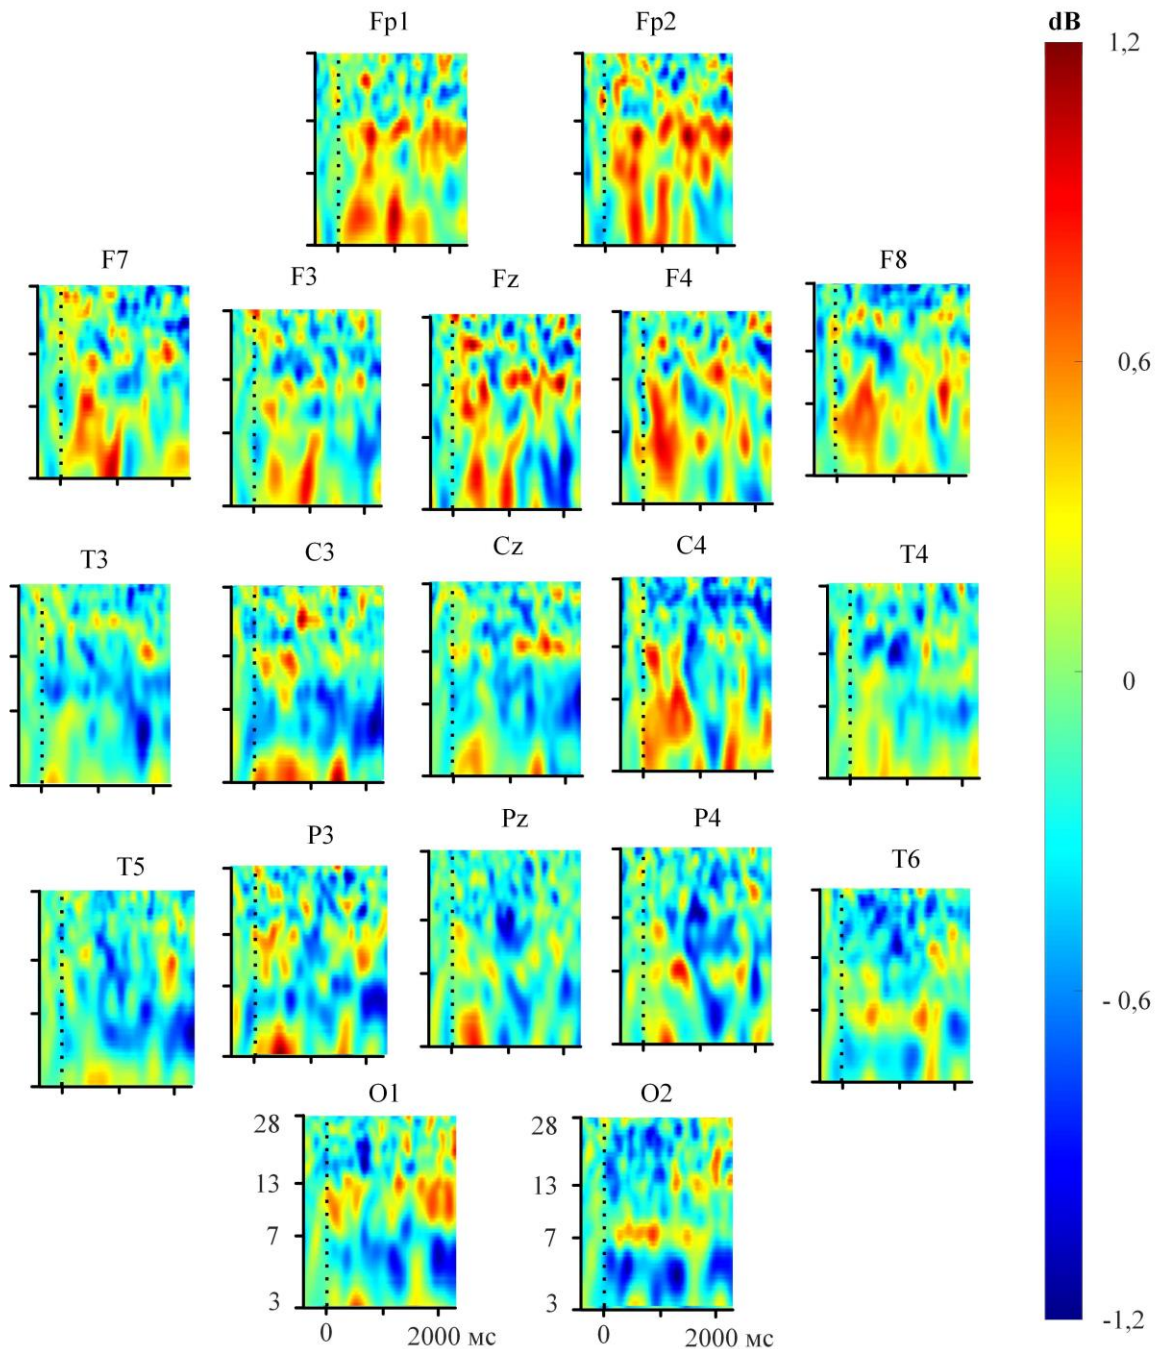 Fp1 Fp2
dB
1,2
F7 F3 Fz F4 F8
0,6
T3 C3 Cz C4 T4
0
T5 P3 Pz P4 T6
- 0,6
O1 O2
28 28
13 13
7 7
3 3
0 2000 мс 0 2000 мс
-1,2